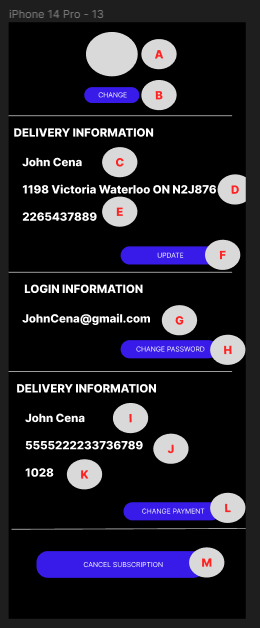 iPhone 14 Pro - 13
A
CHANGE B
DELIVERY INFORMATION
John Cena C
1198 Victoria Waterloo ON N2J876 D
2265437889 E
UPDATE F
LOGIN INFORMATION
JohnCena@gmail.com G
CHANGE PASSWORD H
DELIVERY INFORMATION
John Cena I
5555222233736789 J
1028 K
CHANGE PAYMENT L
CANCEL SUBSCRIPTION M